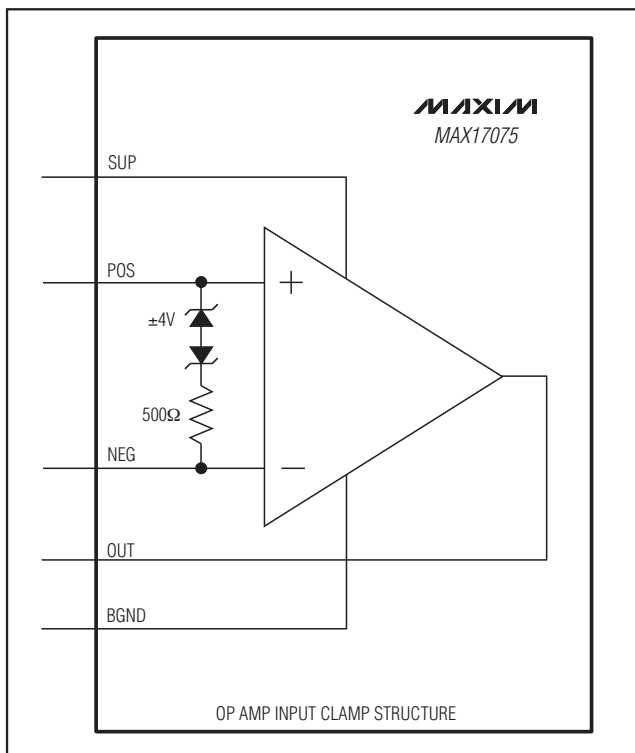 MAXIM
MAX17075
SUP
POS
+
±4V
500Ω
NEG
−
OUT
BGND
OP AMP INPUT CLAMP STRUCTURE